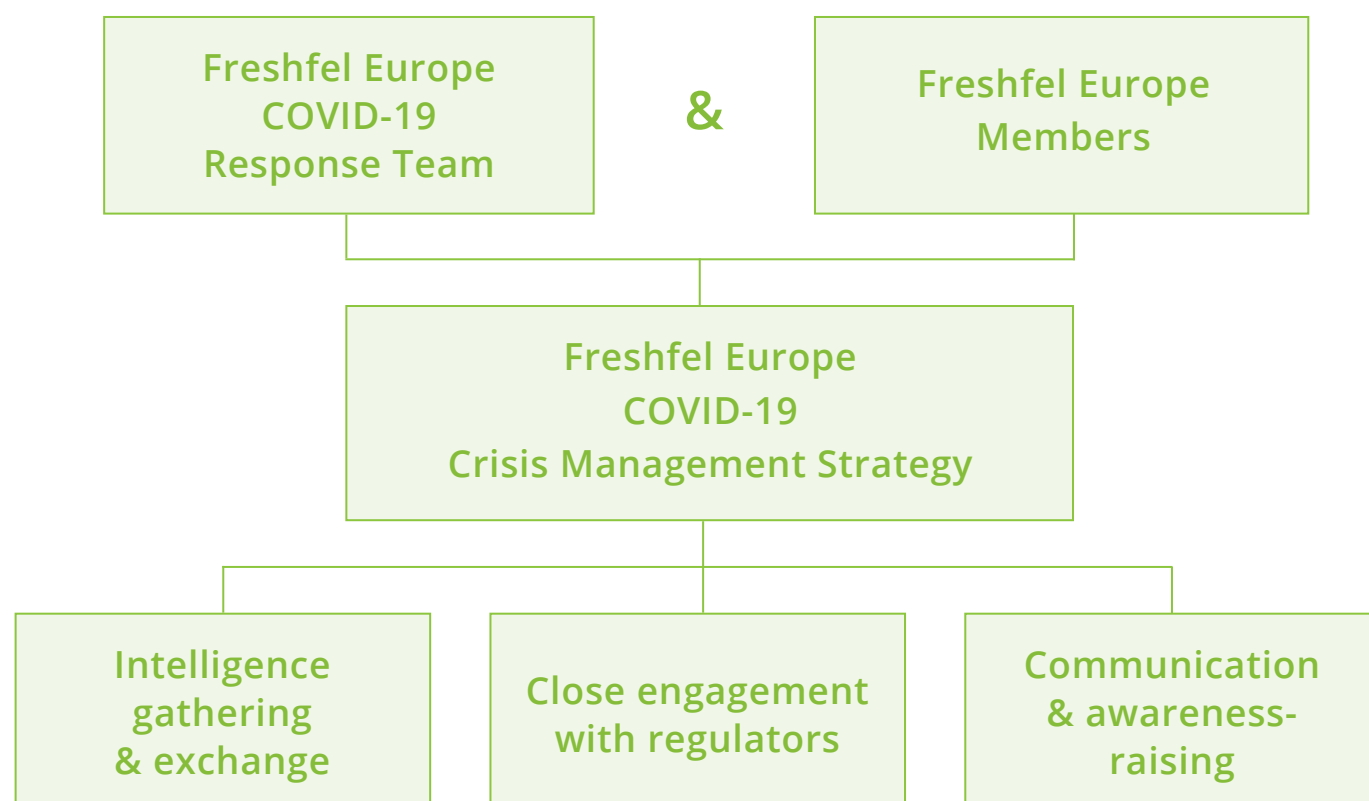 Freshfel Europe
COVID-19
Response Team
&
Freshfel Europe
Members
Freshfel Europe
COVID-19
Crisis Management Strategy
Intelligence
gathering
& exchange
Close engagement
with regulators
Communication
& awareness-
raising